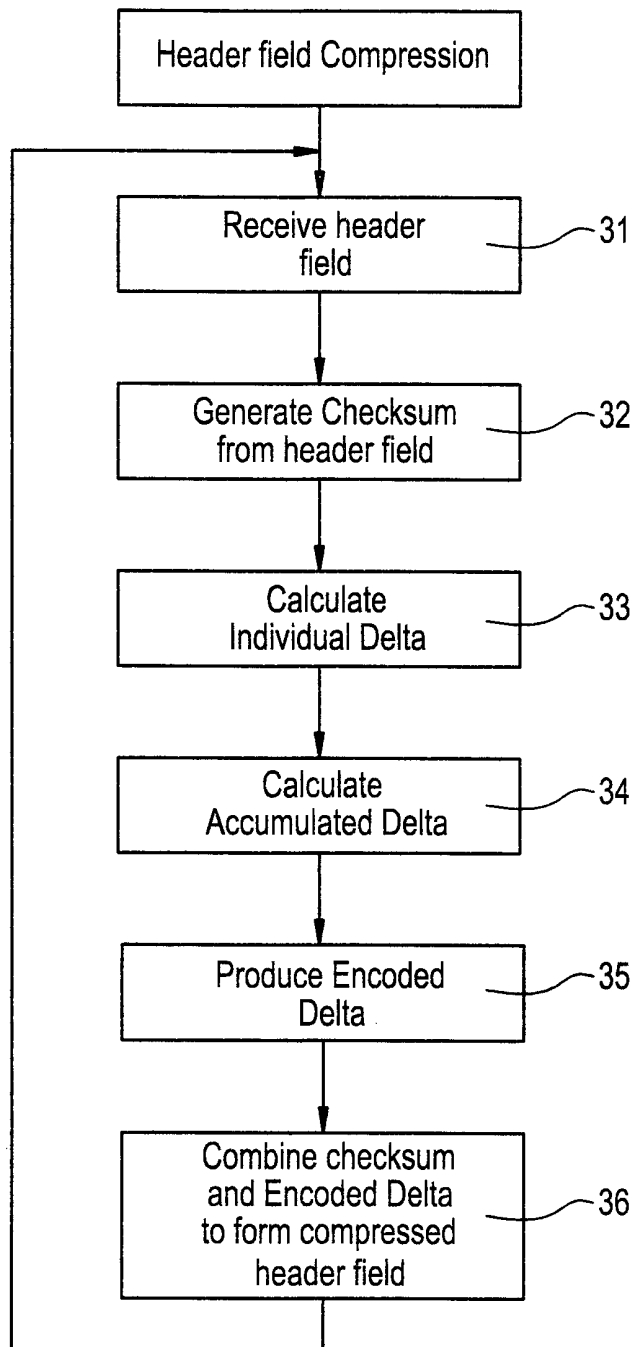 Header field Compression
Receive header
field
31
Generate Checksum
from header field
32
Calculate
Individual Delta
33
Calculate
Accumulated Delta
34
Produce Encoded
Delta
35
Combine checksum
and Encoded Delta
to form compressed
header field
36